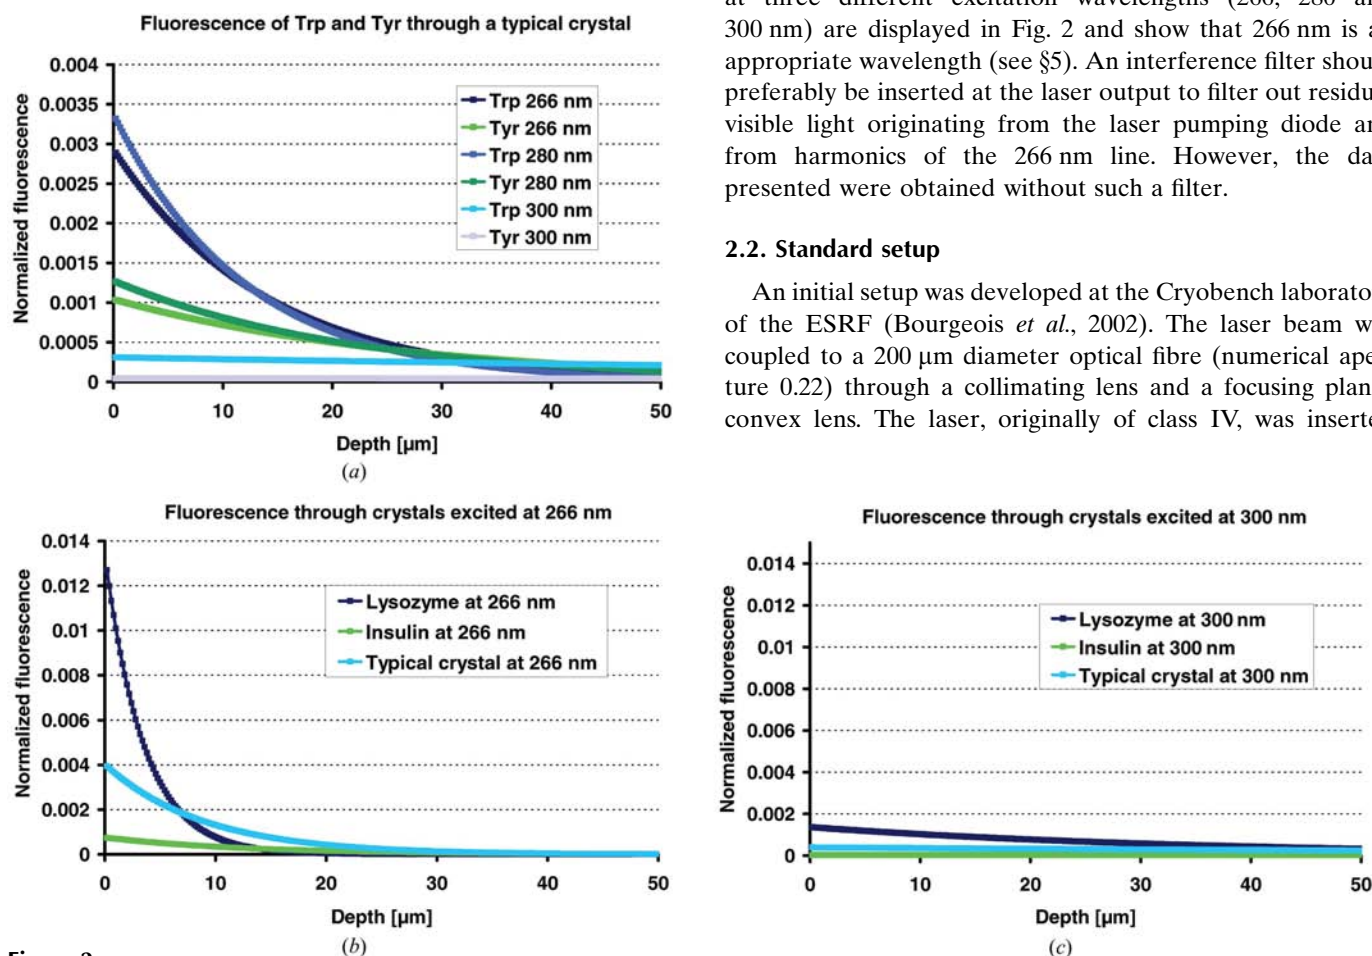 Fluorescence of Trp and Tyr through a typical crystal
0.004
0.0035
0.003
0.0025
0.002
0.0015
0.001
0.0005
0
Normalized fluorescence
Trp 266 nm
Tyr 266 nm
Trp 280 nm
Tyr 280 nm
Trp 300 nm
Tyr 300 nm
0 10 20 30 40 50
Depth [µm]
(a)
at three different excitation wavelengths (266, 280
300 nm) are displayed in Fig. 2 and show that 266 nm is
appropriate wavelength (see §5). An interference filter
preferably be inserted at the laser output to filter out
visible light originating from the laser pumping diode
from harmonics of the 266 nm line. However, the
presented were obtained without such a filter.
2.2. Standard setup
An initial setup was developed at the Cryobench
of the ESRF (Bourgeois et al., 2002). The laser beam
coupled to a 200 µm diameter optical fibre (numerical
ture 0.22) through a collimating lens and a focusing
convex lens. The laser, originally of class IV, was
Fluorescence through crystals excited at 266 nm
0.014
0.012
0.01
0.008
0.006
0.004
0.002
0
Normalized fluorescence
Lysozyme at 266 nm
Insulin at 266 nm
Typical crystal at 266 nm
0 10 20 30 40 50
Depth [µm]
(b)
Fluorescence through crystals excited at 300 nm
0.014
0.012
0.01
0.008
0.006
0.004
0.002
0
Normalized fluorescence
Lysozyme at 300 nm
Insulin at 300 nm
Typical crystal at 300 nm
0 10 20 30 40 50
Depth [µm]
(c)